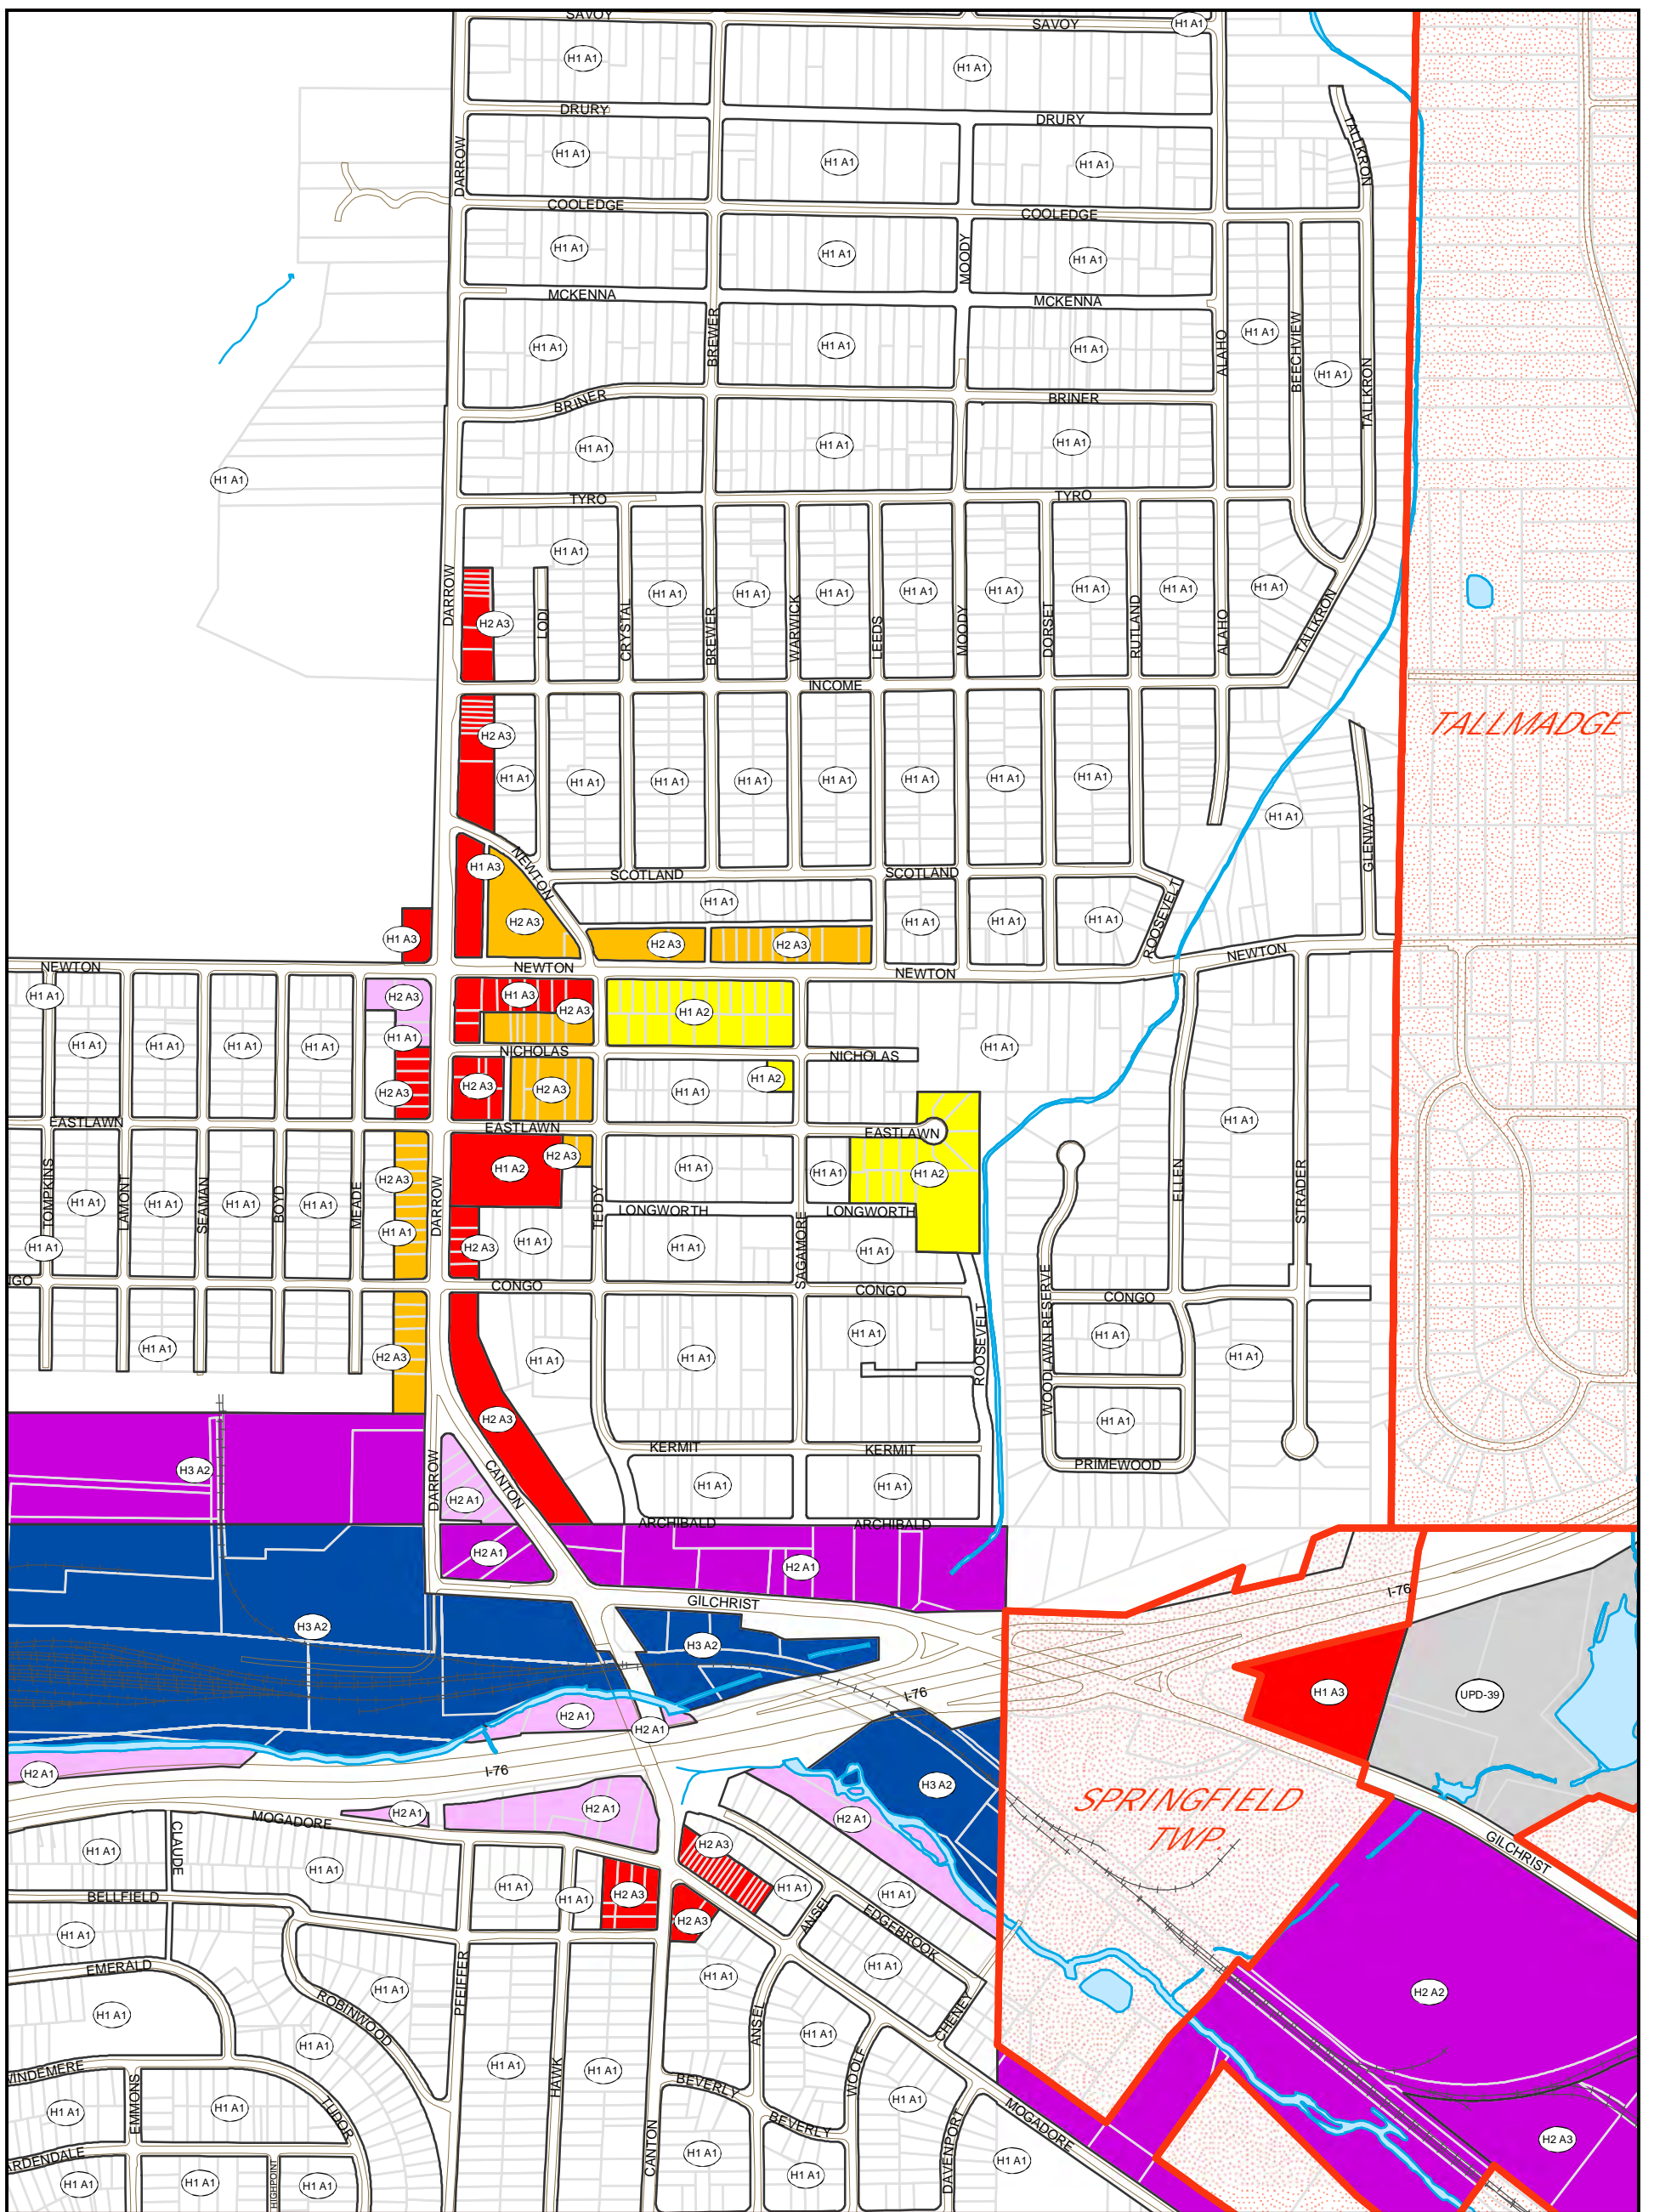 SAVOY
SAVOY
H1 A1
H1 A1
H1 A1
DRURY
DRURY
TALLKRON
DARROW
H1 A1
H1 A1
H1 A1
COOLEDGE
COOLEDGE
H1 A1
H1 A1
MOODY
H1 A1
MCKENNA
MCKENNA
BREWER
H1 A1
H1 A1
H1 A1
ALAHO
H1 A1
BEECHVIEW
H1 A1
TALLKRON
BRINER
BRINER
H1 A1
H1 A1
H1 A1
H1 A1
TYRO
TYRO
H1 A1
DARROW
H2 A3
LODI
CRYSTAL
H1 A1
BREWER
H1 A1
WARWICK
H1 A1
LEEDS
H1 A1
MOODY
H1 A1
DORSET
H1 A1
RUTLAND
H1 A1
ALAHO
H1 A1
TALLKRON
INCOME
TALLMADGE
H2 A3
H1 A1
H1 A1
H1 A1
H1 A1
H1 A1
H1 A1
H1 A1
H1 A1
H1 A1
GLENWAY
H1 A3
NEWTON
SCOTLAND
SCOTLAND
H1 A1
H2 A3
H1 A1
H1 A1
H1 A1
ROOSEVELT
H1 A3
H2 A3
H2 A3
NEWTON
NEWTON
NEWTON
NEWTON
H1 A1
H2 A3
H1 A3
H2 A3
H1 A2
H1 A1
H1 A1
H1 A1
H1 A1
H1 A1
H1 A1
NICHOLAS
NICHOLAS
H2 A3
H2 A3
H2 A3
H1 A1
H1 A2
EASTLAWN
EASTLAWN
EASTLAWN
H1 A1
H1 A2
H2 A3
H1 A1
H1 A1
H1 A2
TOMPKINS
H1 A1
LAMONT
H1 A1
SEAMAN
H1 A1
BOYD
H1 A1
MEADE
H2 A3
H1 A1
DARROW
TEDDY
LONGWORTH
LONGWORTH
ELLEN
STRADER
H1 A1
H2 A3
H1 A1
H1 A1
SAGAMORE
H1 A1
NGO
CONGO
CONGO
CONGO
H1 A1
H2 A3
H1 A1
H1 A1
H1 A1
ROOSEVELT
WOODLAWN RESERVE
H1 A1
H1 A1
H2 A3
H1 A1
KERMIT
KERMIT
PRIMEWOOD
H3 A2
DARROW
CANTON
H2 A1
H1 A1
H1 A1
ARCHIBALD
ARCHIBALD
H2 A1
H2 A1
GILCHRIST
I-76
H3 A2
H3 A2
I-76
H1 A3
UPD-39
H2 A1
H2 A1
H2 A1
I-76
H3 A2
SPRINGFIELD
TWP.
GILCHRIST
MOGADORE
H2 A1
H2 A1
H2 A1
H2 A3
CLAUDE
H1 A1
H1 A1
H1 A1
H1 A1
H2 A3
H1 A1
H1 A1
BELLFIELD
H2 A3
ANSEL
EDGEBROOK
H1 A1
EMERALD
H1 A1
H1 A1
H1 A1
H1 A1
ROBINWOOD
PFEIFFER
H1 A1
ANSEL
H1 A1
CHENEY
H2 A2
H1 A1
VINDEMERE
EMMONS
H1 A1
H1 A1
TUDOR
H1 A1
HAWK
H1 A1
BEVERLY
WOOLF
H1 A1
BEVERLY
MOGADORE
H2 A3
RDENDALE
H1 A1
H1 A1
HIGHPOINT
H1 A1
CANTON
H1 A1
H1 A1
DAVENPORT
H1 A1